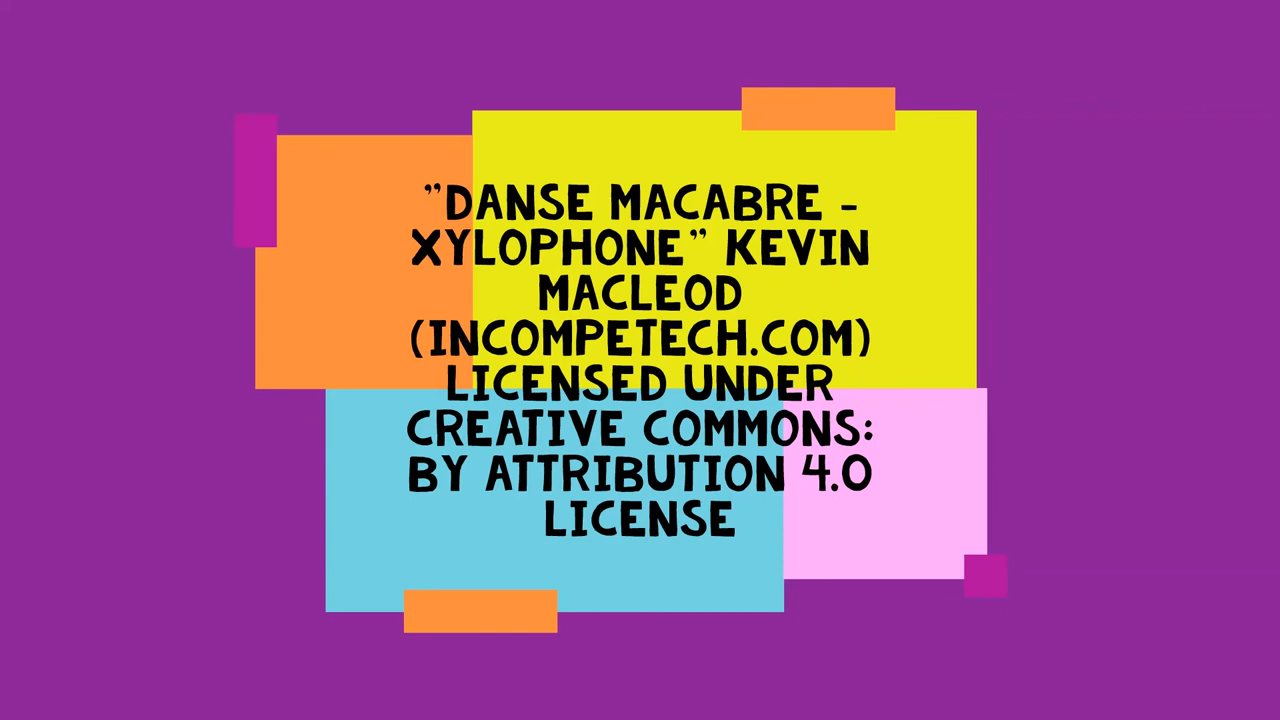 "DANSE MACABRE -
XYLOPHONE" KEVIN
MACLEOD
(INCOMPETECH.COM)
LICENSED UNDER
CREATIVE COMMONS:
BY ATTRIBUTION 4.0
LICENSE